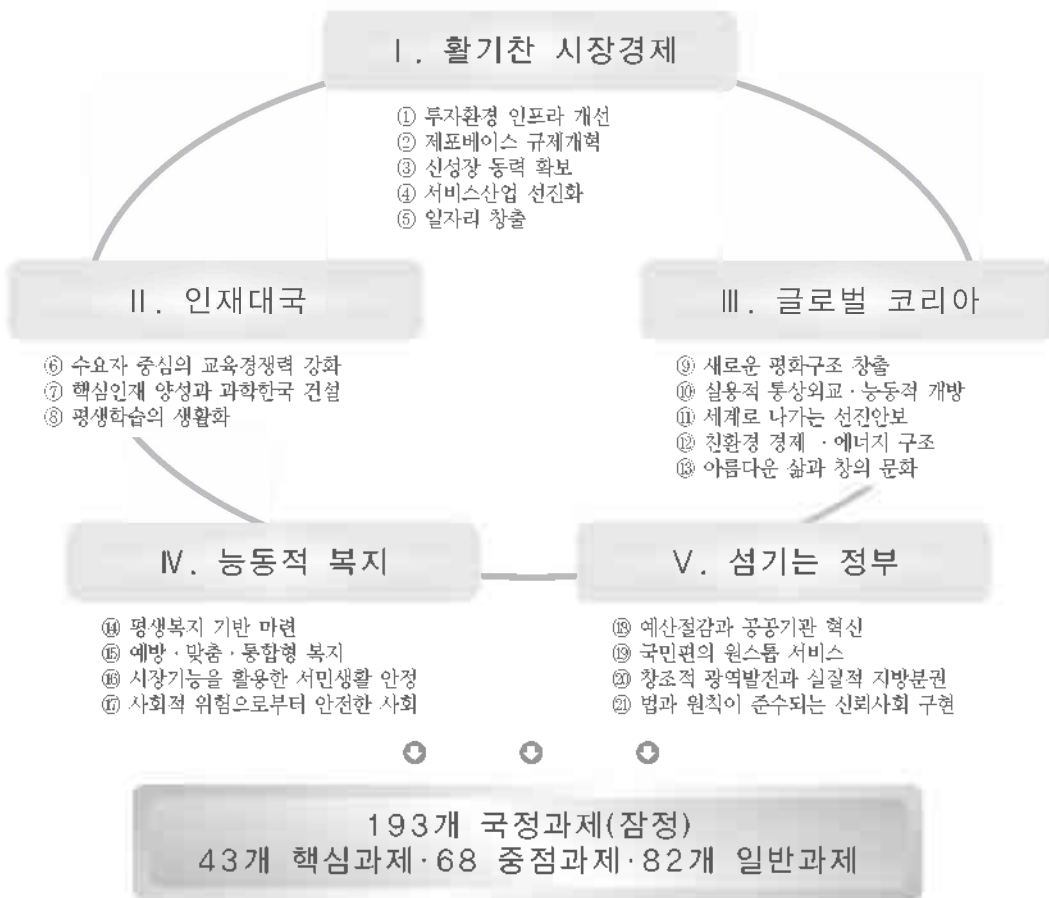 Ⅰ. 활기찬 시장경제
① 투자환경 인프라 개선
② 제포베이스 규제개혁
③ 신성장 동력 확보
④ 서비스산업 선진화
⑤ 일자리 창출
Ⅱ. 인재대국
⑥ 수요자 중심의 교육경쟁력 강화
⑦ 핵심인재 양성과 과학한국 건설
⑧ 평생학습의 생활화
Ⅲ. 글로벌 코리아
⑨ 새로운 평화구조 창출
⑩ 실용적 통상외교·능동적 개방
⑪ 세계로 나가는 선진안보
⑫ 친환경 경제 ·에너지 구조
⑬ 아름다운 삶과 창의 문화
Ⅳ. 능동적 복지
⑭ 평생복지 기반 마련
⑮ 예방·맞춤·통합형 복지
⑯ 시장기능을 활용한 서민생활 안정
⑰ 사회적 위험으로부터 안전한 사회
Ⅴ. 섬기는 정부
⑱ 예산절감과 공공기관 혁신
⑲ 국민편의 원스톱 서비스
⑳ 창조적 광역발전과 실질적 지방분권
㉑ 법과 원칙이 준수되는 신뢰사회 구현
193개 국정과제(잠정)
43개 핵심과제·68 중점과제·82개 일반과제